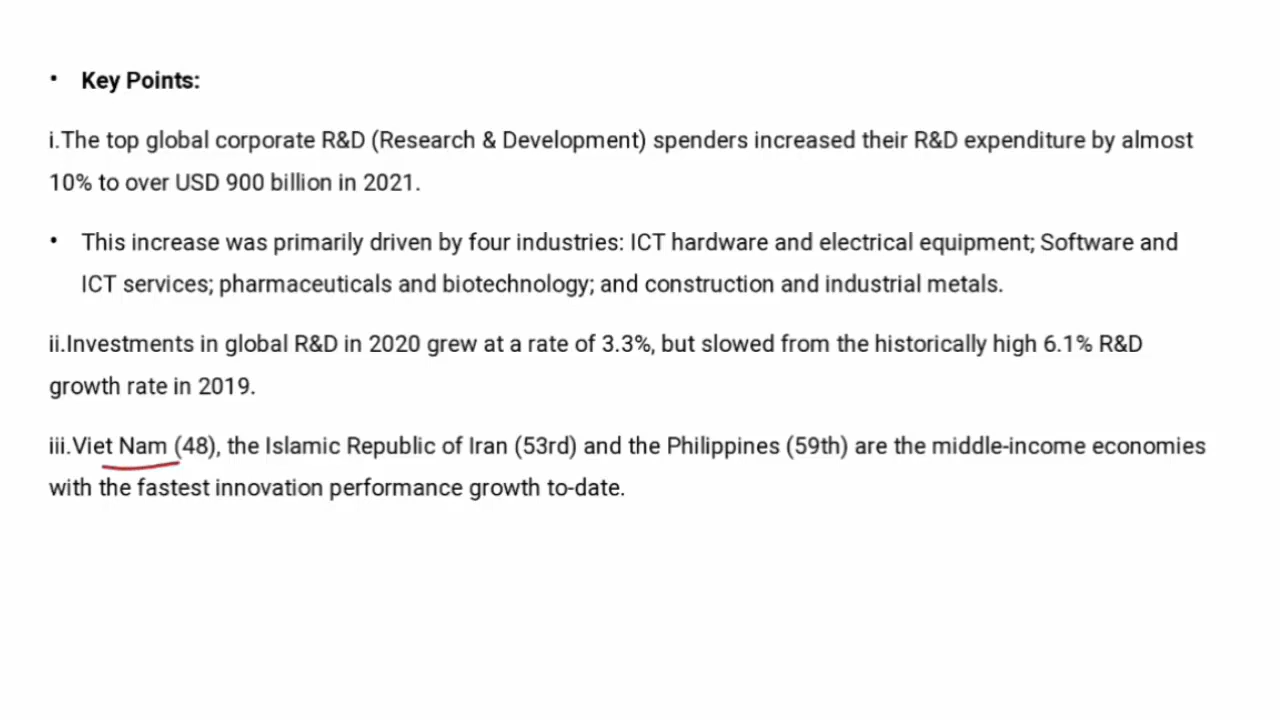 • Key Points:
i.The top global corporate R&D (Research & Development) spenders increased their R&D expenditure by almost
10% to over USD 900 billion in 2021.
• This increase was primarily driven by four industries: ICT hardware and electrical equipment; Software and
ICT services; pharmaceuticals and biotechnology; and construction and industrial metals.
ii.Investments in global R&D in 2020 grew at a rate of 3.3%, but slowed from the historically high 6.1% R&D
growth rate in 2019.
iii.Viet Nam (48), the Islamic Republic of Iran (53rd) and the Philippines (59th) are the middle-income economies
with the fastest innovation performance growth to-date.